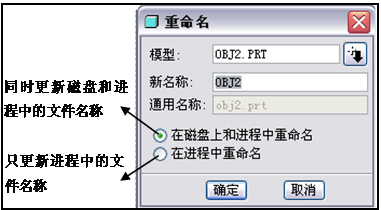 重命名
模型:
OBJ2.PRT
新名称:
OBJ2
通用名称:
obj2.prt
同时更新磁盘和进
程中的文件名称
在磁盘上和进程中重命名
在进程中重命名
只更新进程中的文
件名称
确定
取消